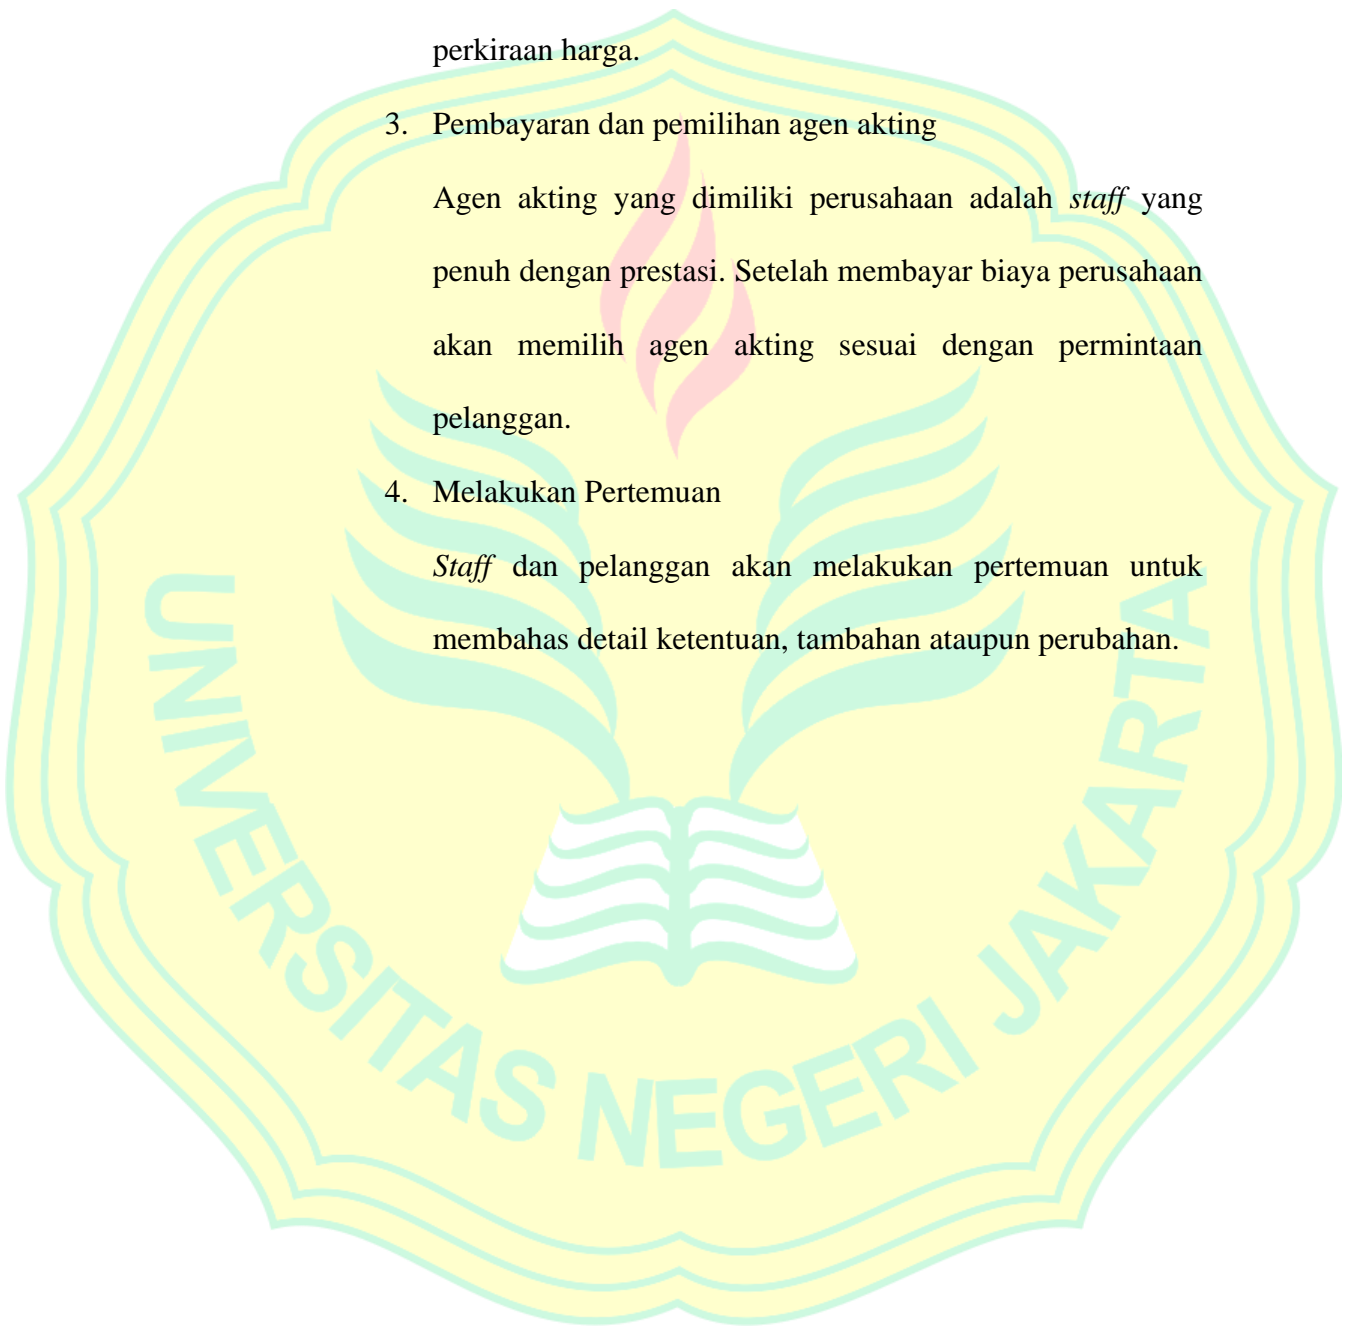 perkiraan harga.
3. Pembayaran dan pemilihan agen akting
Agen akting yang dimiliki perusahaan adalah staff yang
penuh dengan prestasi. Setelah membayar biaya perusahaan
akan memilih agen akting sesuai dengan permintaan
pelanggan.
4. Melakukan Pertemuan
Staff dan pelanggan akan melakukan pertemuan untuk
membahas detail ketentuan, tambahan ataupun perubahan.
UNIVERSITAS NEGERI JAKARTA